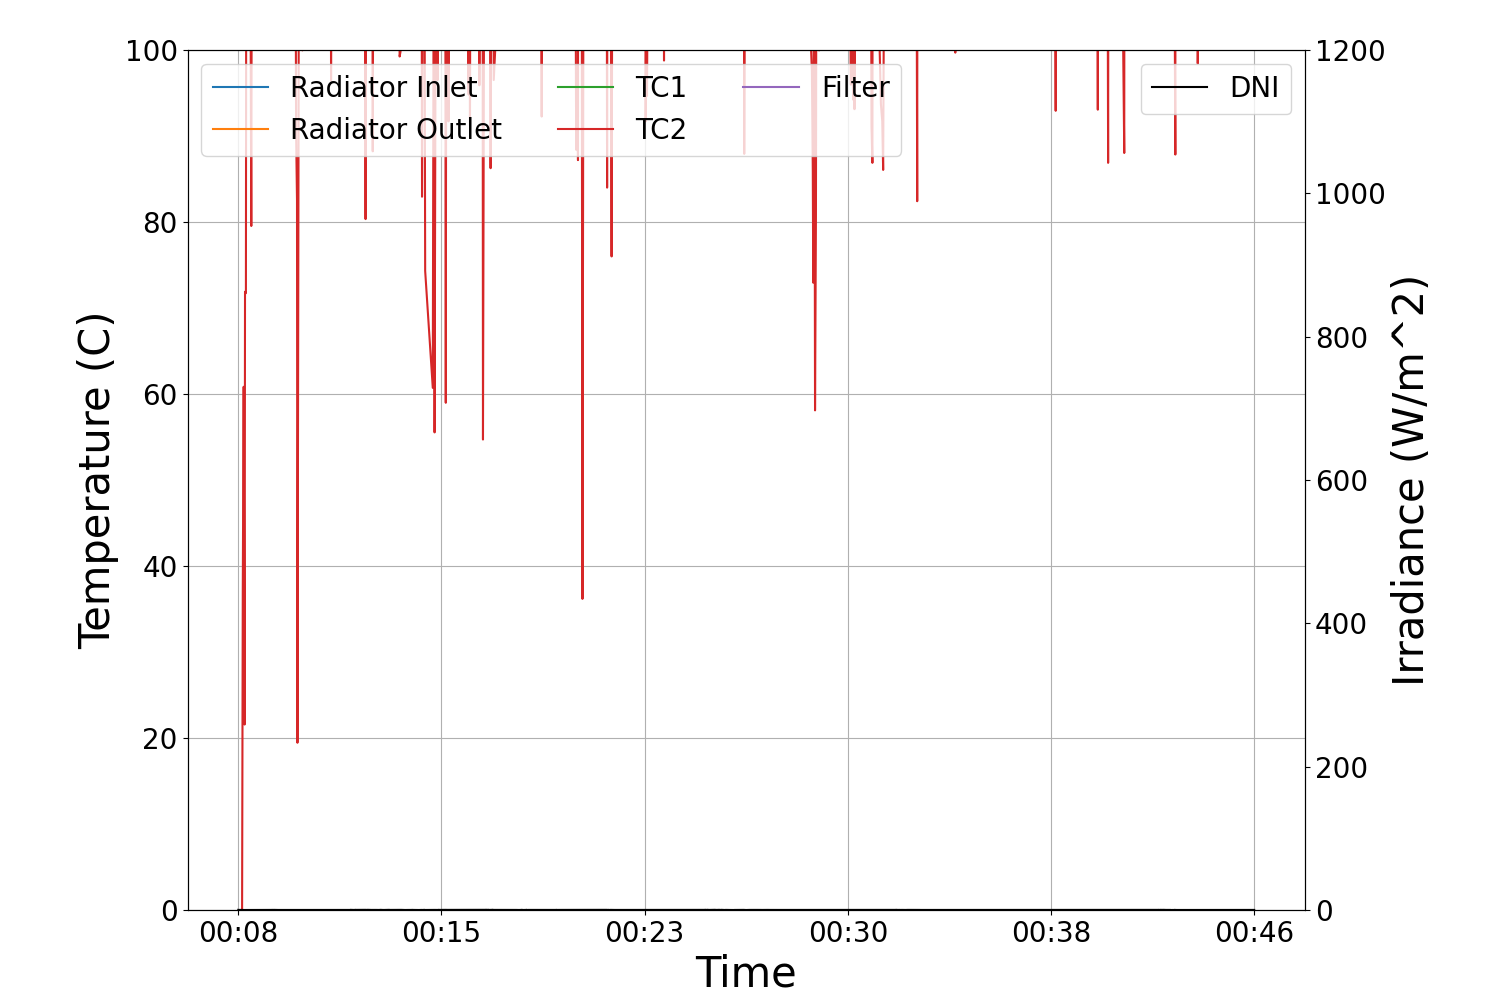 100
80
60
40
20
0
Temperature (C)
Radiator Inlet
Radiator Outlet
TC1
TC2
Filter
DNI
1200
1000
800
600
400
200
0
Irradiance (W/m^2)
00:08 00:15 00:23 00:30 00:38 00:46
Time